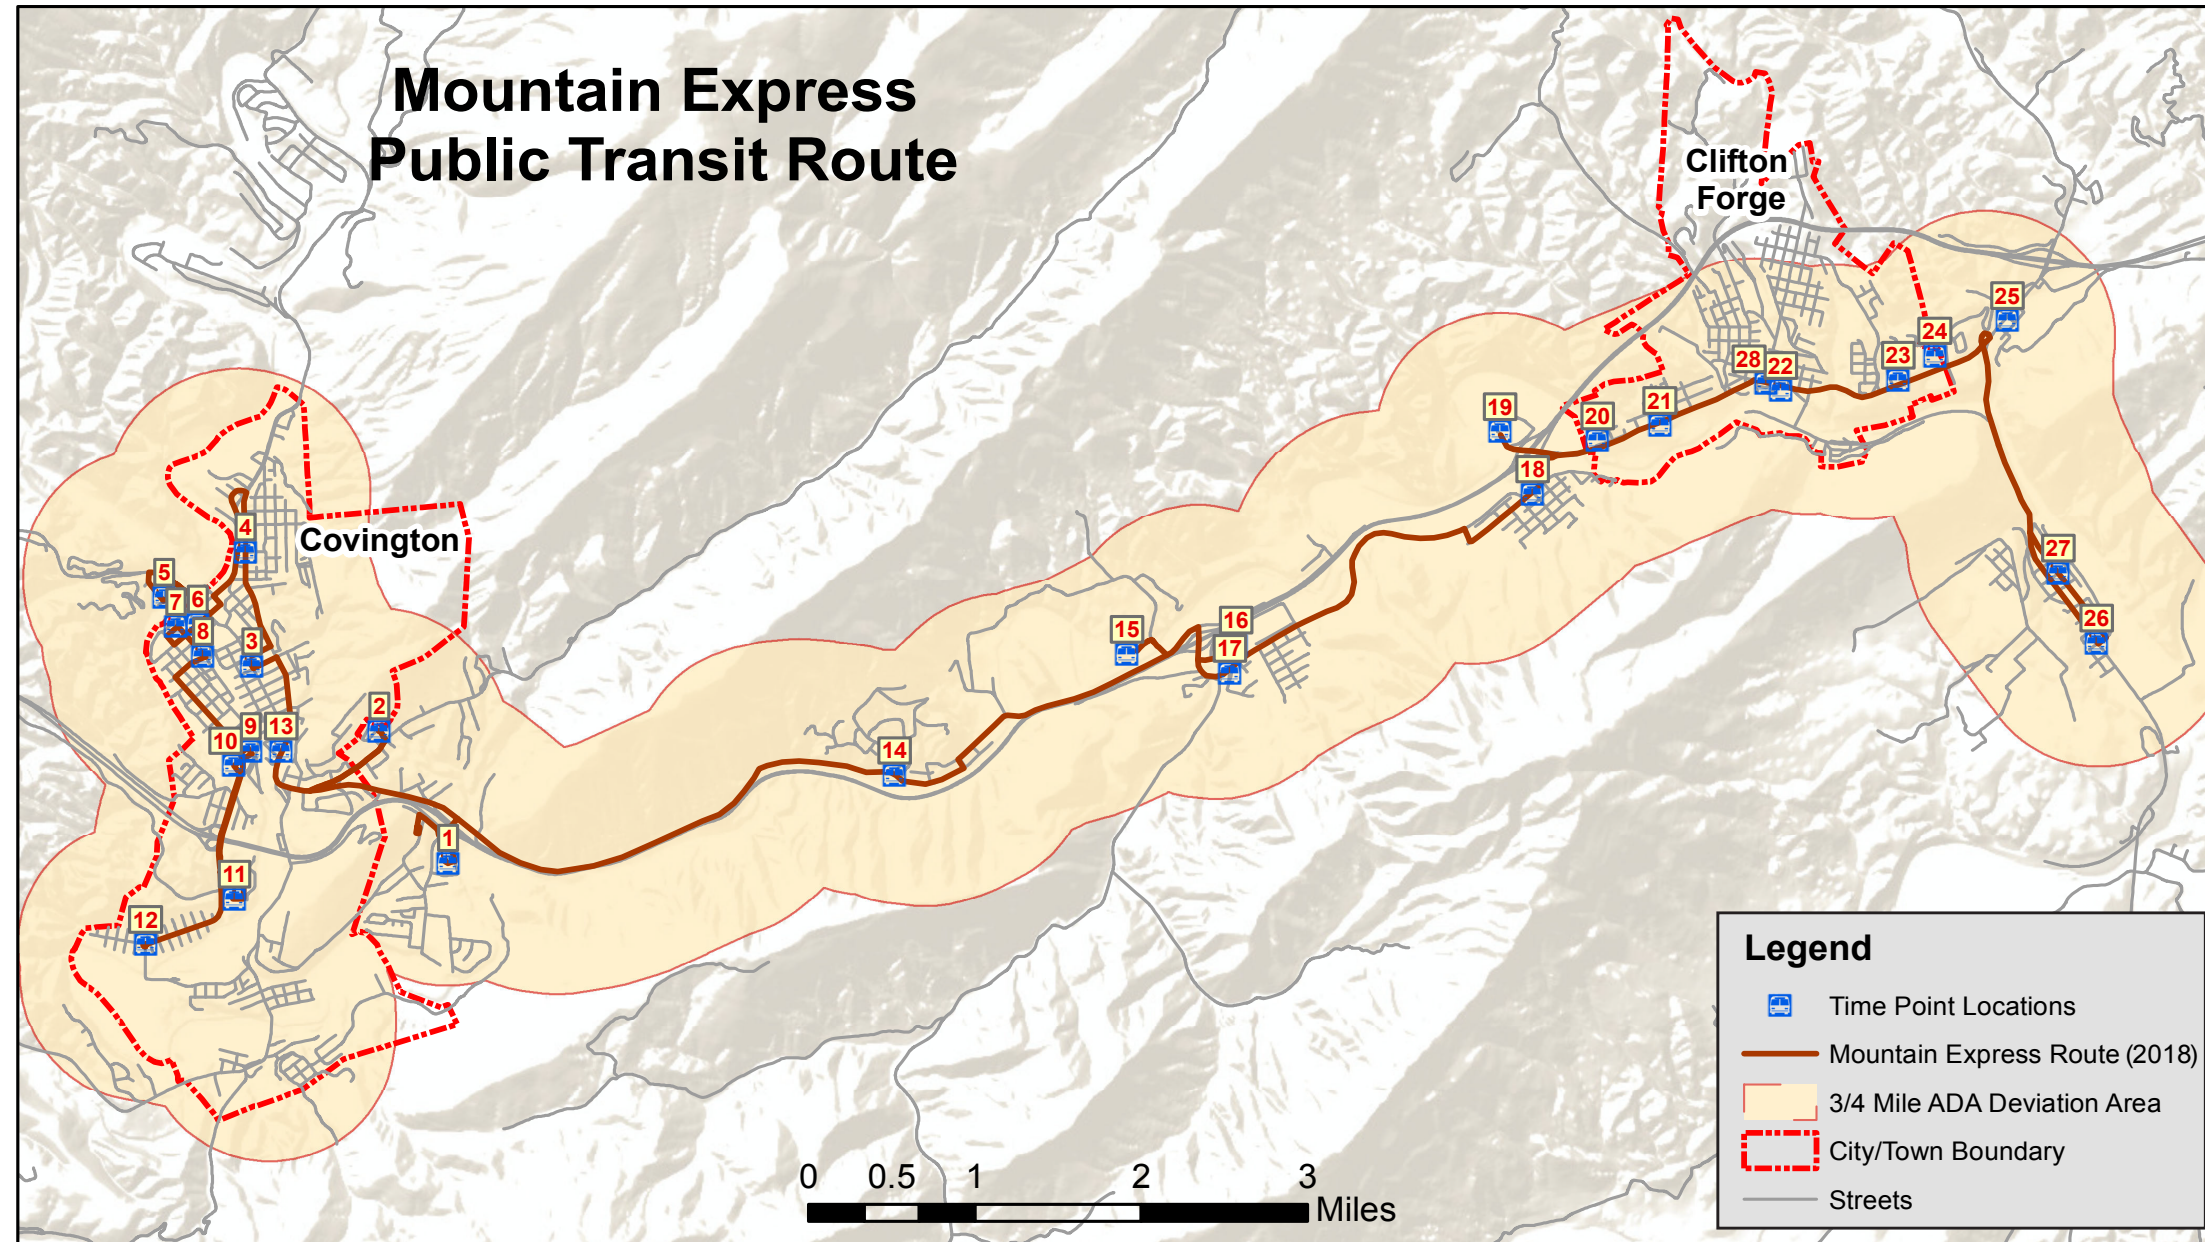 Mountain Express
Public Transit Route
Clifton
Forge
Covington
25
24
28
22
23
19
20
21
18
4
5
7
6
8
3
27
26
15
16
17
2
10
9
13
14
1
11
12
Legend
Time Point Locations
Mountain Express Route (2018)
3/4 Mile ADA Deviation Area
City/Town Boundary
Streets
0 0.5 1 2 3
Miles